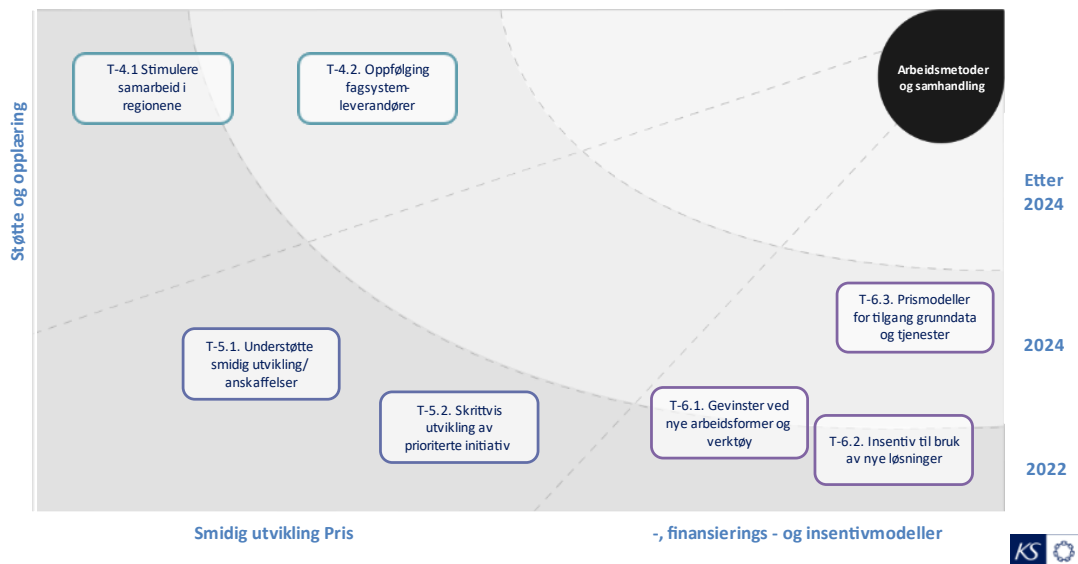 Støtte og opplæring
T-4.1 Stimulere
samarbeid i
regionene
T-4.2. Oppfølging
fagsystem-
leverandører
Arbeidsmetoder
og samhandling
Etter
2024
T-6.3. Prismodeller
for tilgang grunndata
og tjenester
2024
T-5.1. Understøtte
smidig utvikling/
anskaffelser
T-5.2. Skrittvis
utvikling av
prioriterte initiativ
T-6.1. Gevinster ved
nye arbeidsformer og
verktøy
T-6.2. Insentiv til bruk
av nye løsninger
2022
Smidig utvikling Pris
-, finansierings - og insentivmodeller
KS